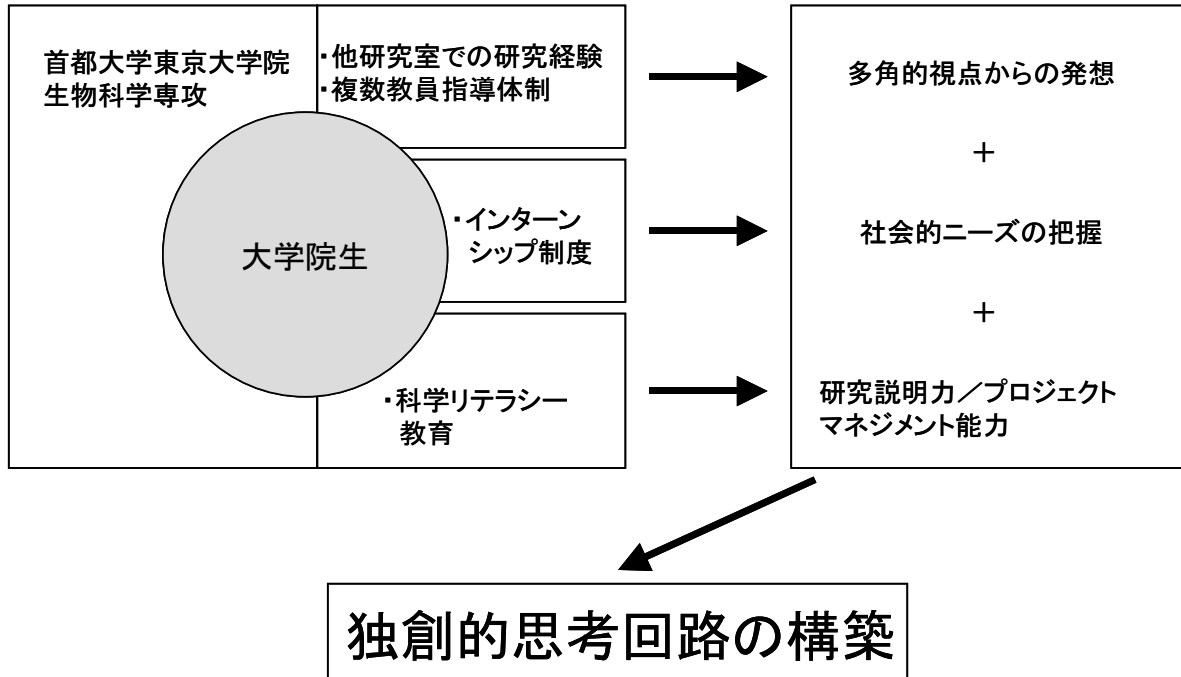 首都大学東京大学院
生物科学専攻
・他研究室での研究経験
・複数教員指導体制
大学院生
・インターン
シップ制度
・科学リテラシー
教育
多角的視点からの発想
+
社会的ニーズの把握
+
研究説明力／プロジェクト
マネジメント能力
独創的思考回路の構築